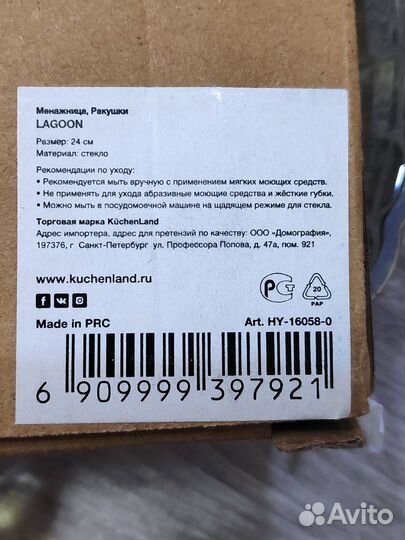 Менажница, Ракушки
LAGOON
Размер: 24 см
Материал: стекло
Рекомендации по уходу:
• Рекомендуется мыть вручную с применением мягких моющих средств.
• Не применять для ухода абразивные моющие средства и жёсткие губки.
• Можно мыть в посудомоечной машине на щадящем режиме для стекла.
Торговая марка KüchenLand
Адрес импортера, адрес для претензий по качеству: ООО «Домография»,
197376, г Санкт-Петербург ул. Профессора Попова, д. 47а, пом. 921
www.kuchenland.ru
20
PAP
Made in PRC
Art. HY-16058-0
6 909999 397921
Avito